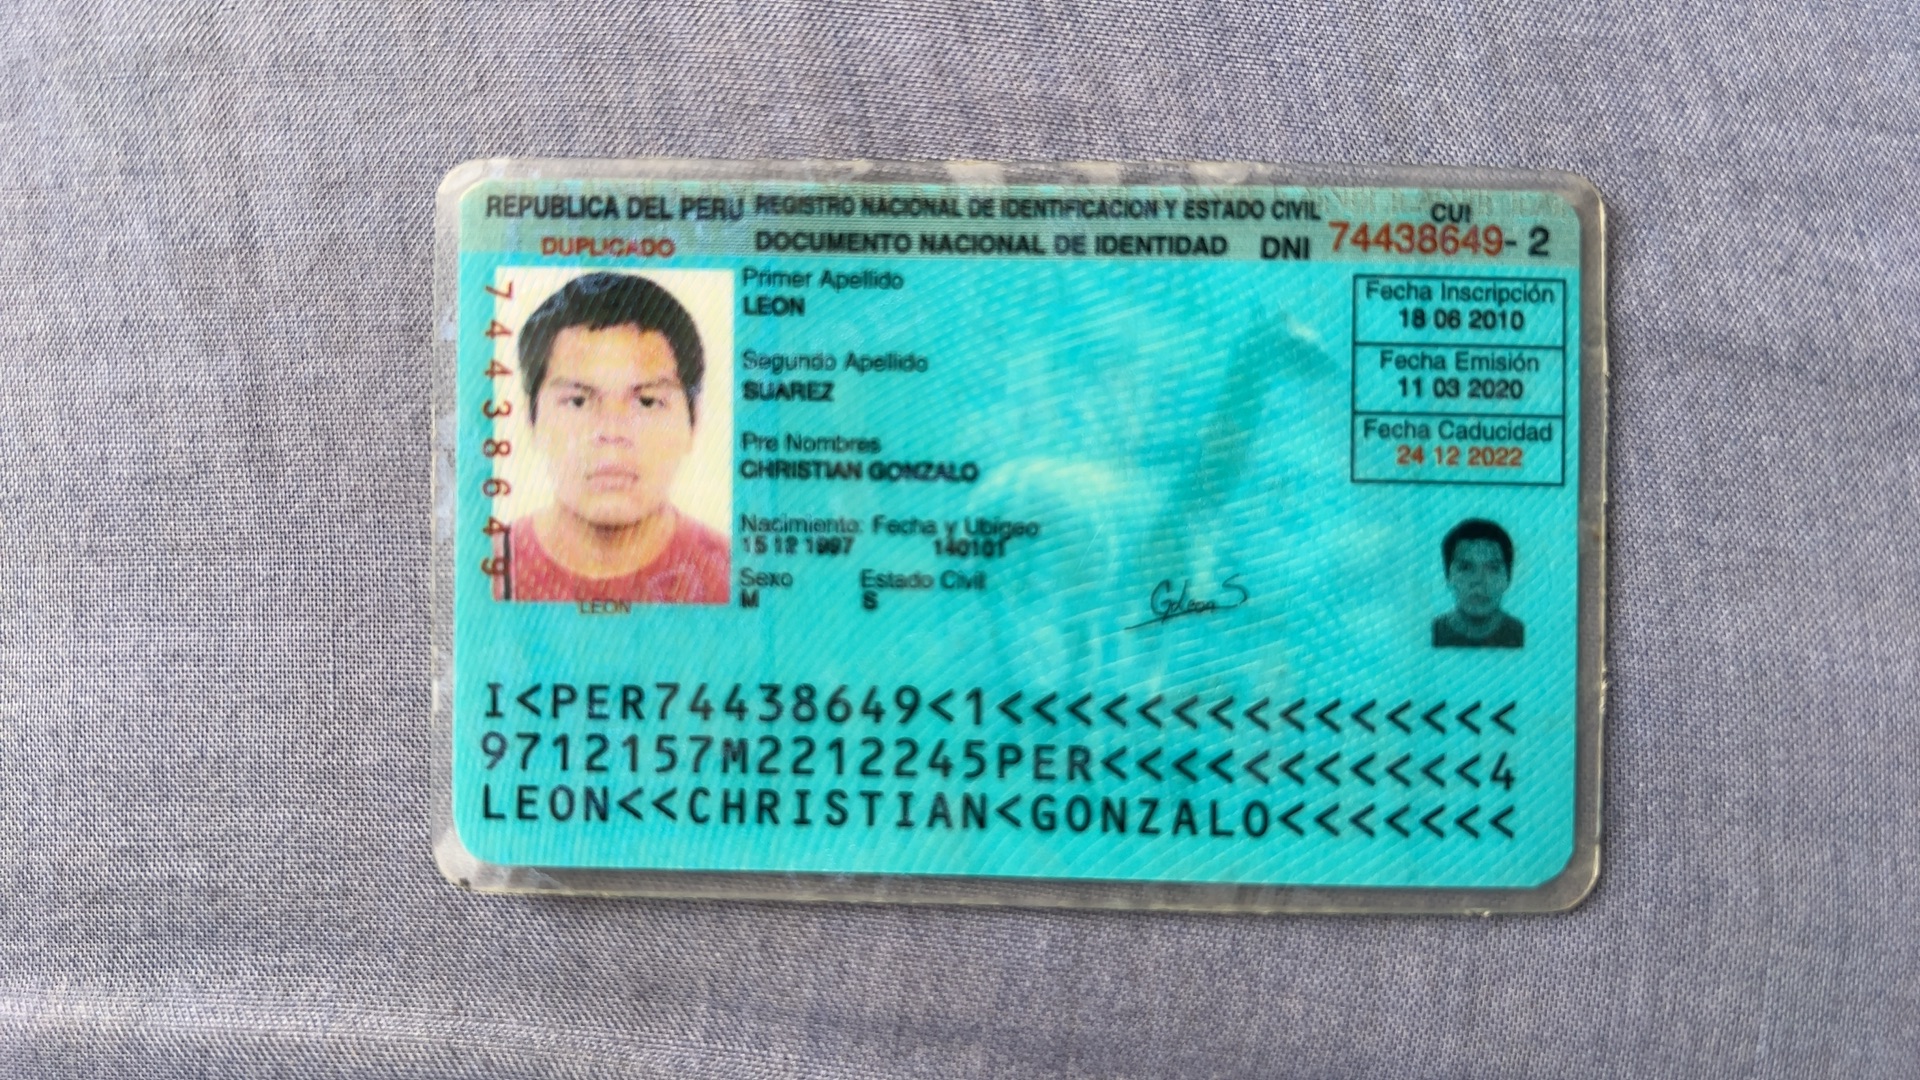 REPUBLICA DEL PERU REGISTRO NACIONAL DE IDENTIFICACION Y ESTADO CIVIL
CUI
DUPLICADO
DOCUMENTO NACIONAL DE IDENTIDAD DNI 74438649-2
74438649
Primer Apellido
LEON
Segundo Apellido
SUAREZ
Pre Nombres
CHRISTIAN GONZALO
Nacimiento: Fecha y Ubigeo
15 12 1997 140101
Sexo Estado Civil
M S
LEON
Fecha Inscripción
18 06 2010
Fecha Emisión
11 03 2020
Fecha Caducidad
24 12 2022
GdLeon S
I<PER74438649<1<<<<<<<<<<<<<<<
9712157M2212245PER<<<<<<<<<<<4
LEON<<CHRISTIAN<GONZALO<<<<<<<